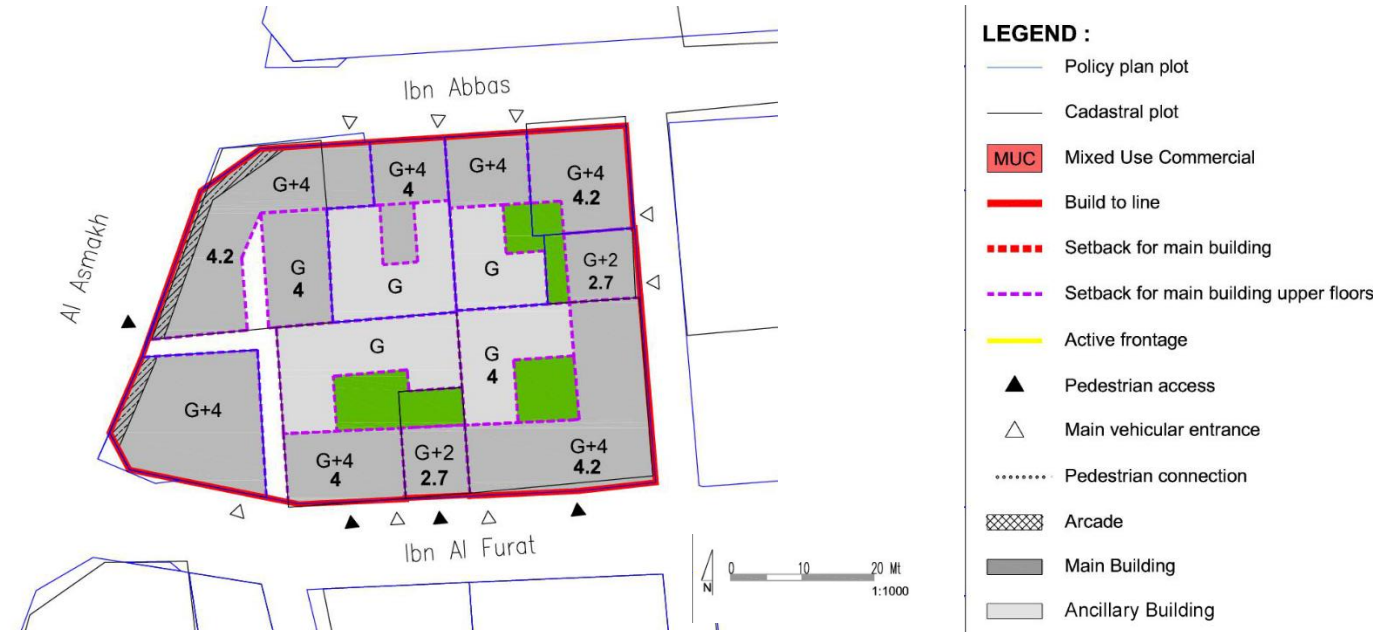 Ibn Abbas
G+4
G+4
4
G+4
G+4
4.2
4.2
G
4
G
G
G+2
2.7
Al Asmakh
G
G
4
G+4
G+4
4
G+2
2.7
G+4
4.2
Ibn Al Furat
N
0 10 20 Mt
1:1000
LEGEND :
Policy plan plot
Cadastral plot
MUC Mixed Use Commercial
Build to line
Setback for main building
Setback for main building upper floors
Active frontage
Pedestrian access
Main vehicular entrance
Pedestrian connection
Arcade
Main Building
Ancillary Building